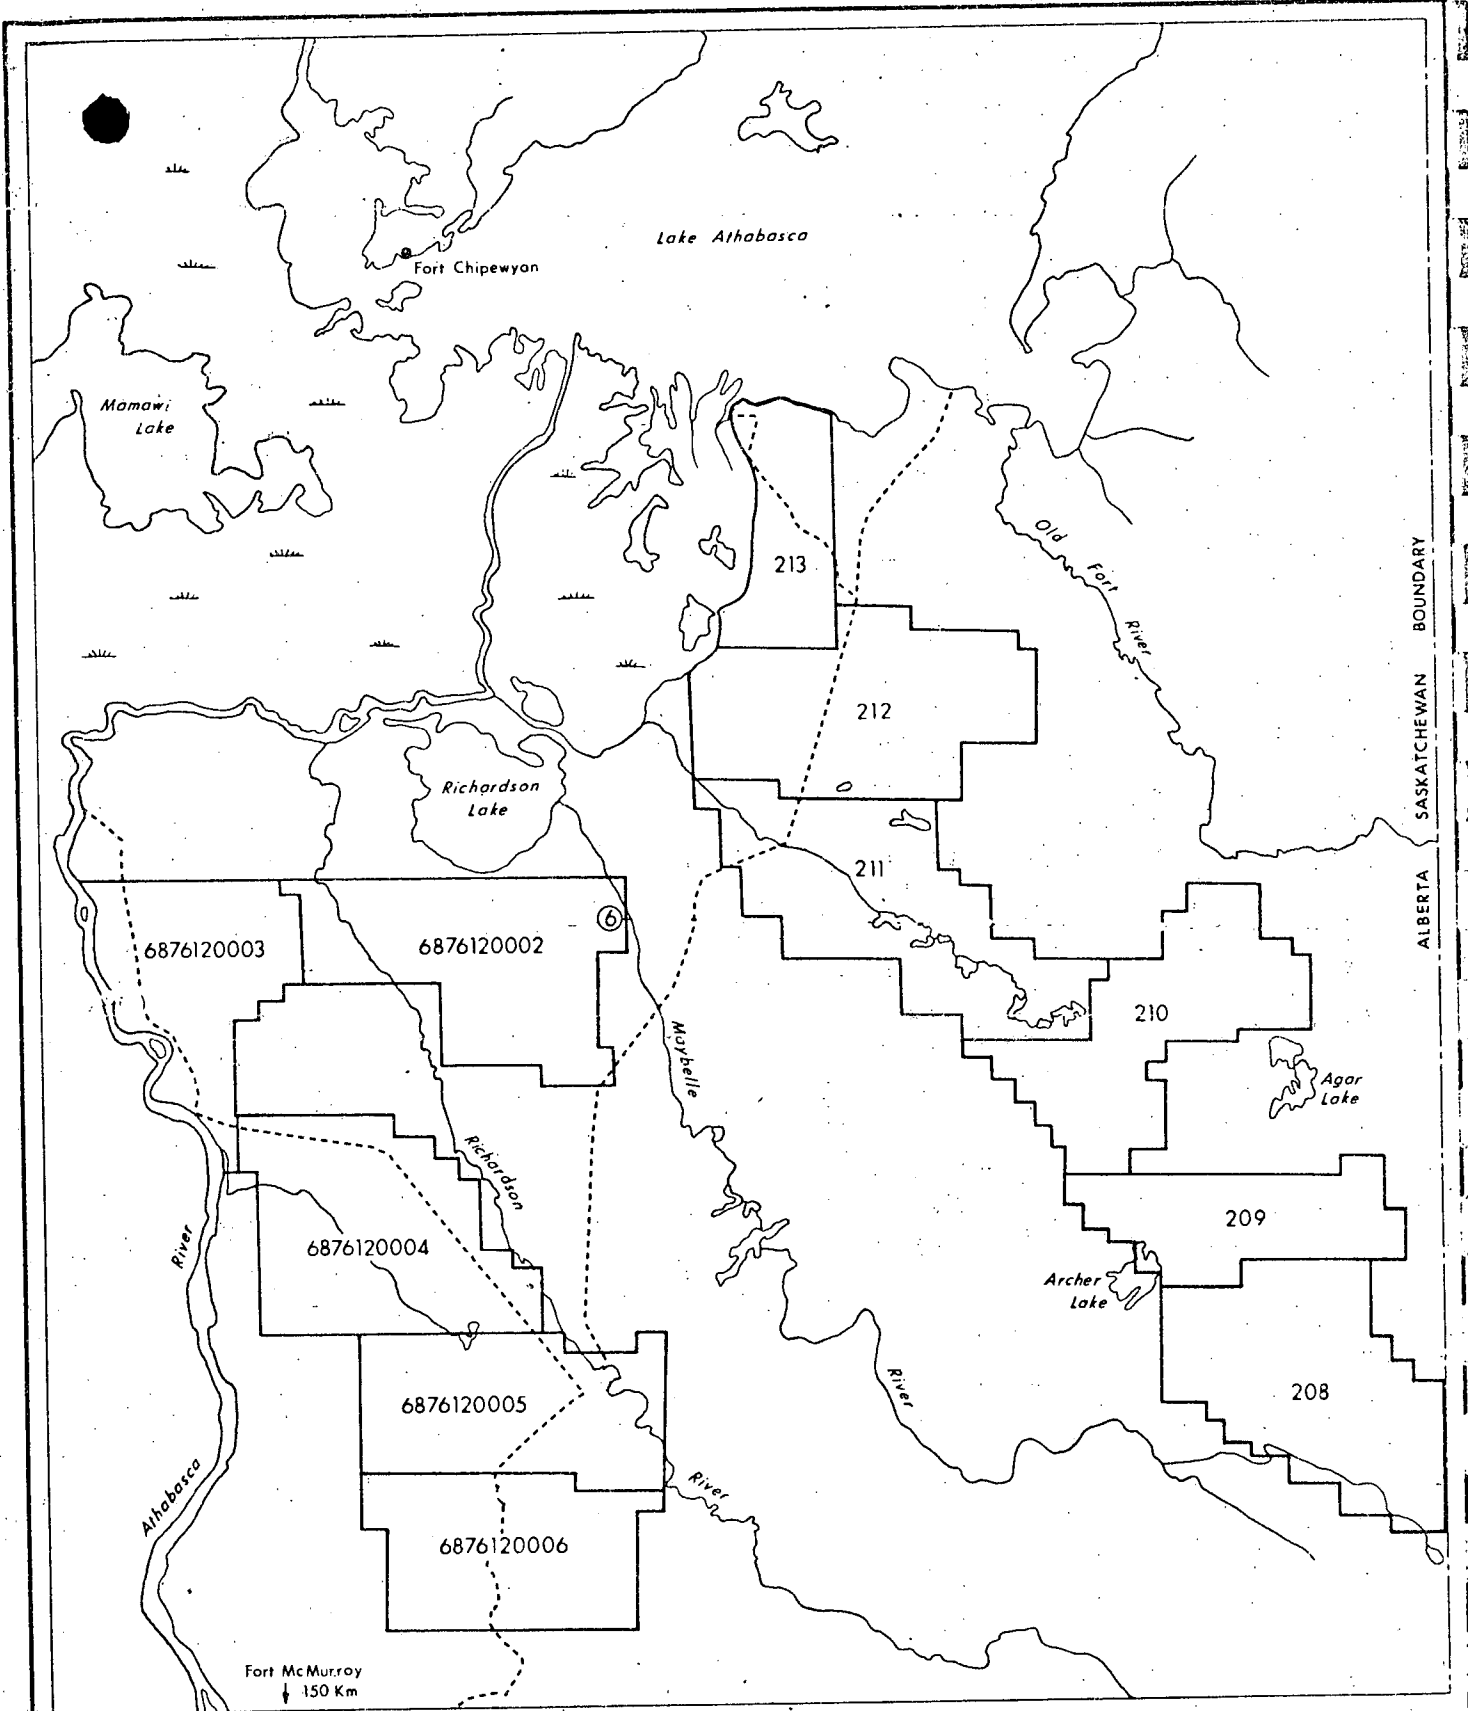 Lake Athabasca
Fort Chipewyan
Mamawi
Lake
Old
Fort
River
213
212
Richardson
Lake
211
6876120003
6876120002
6
210
Maybelle
Agar
Lake
Richardson
209
6876120004
River
Archer
Lake
River
208
6876120005
Athabasca
River
6876120006
Fort McMurray
150 Km
ALBERTA SASKATCHEWAN BOUNDARY